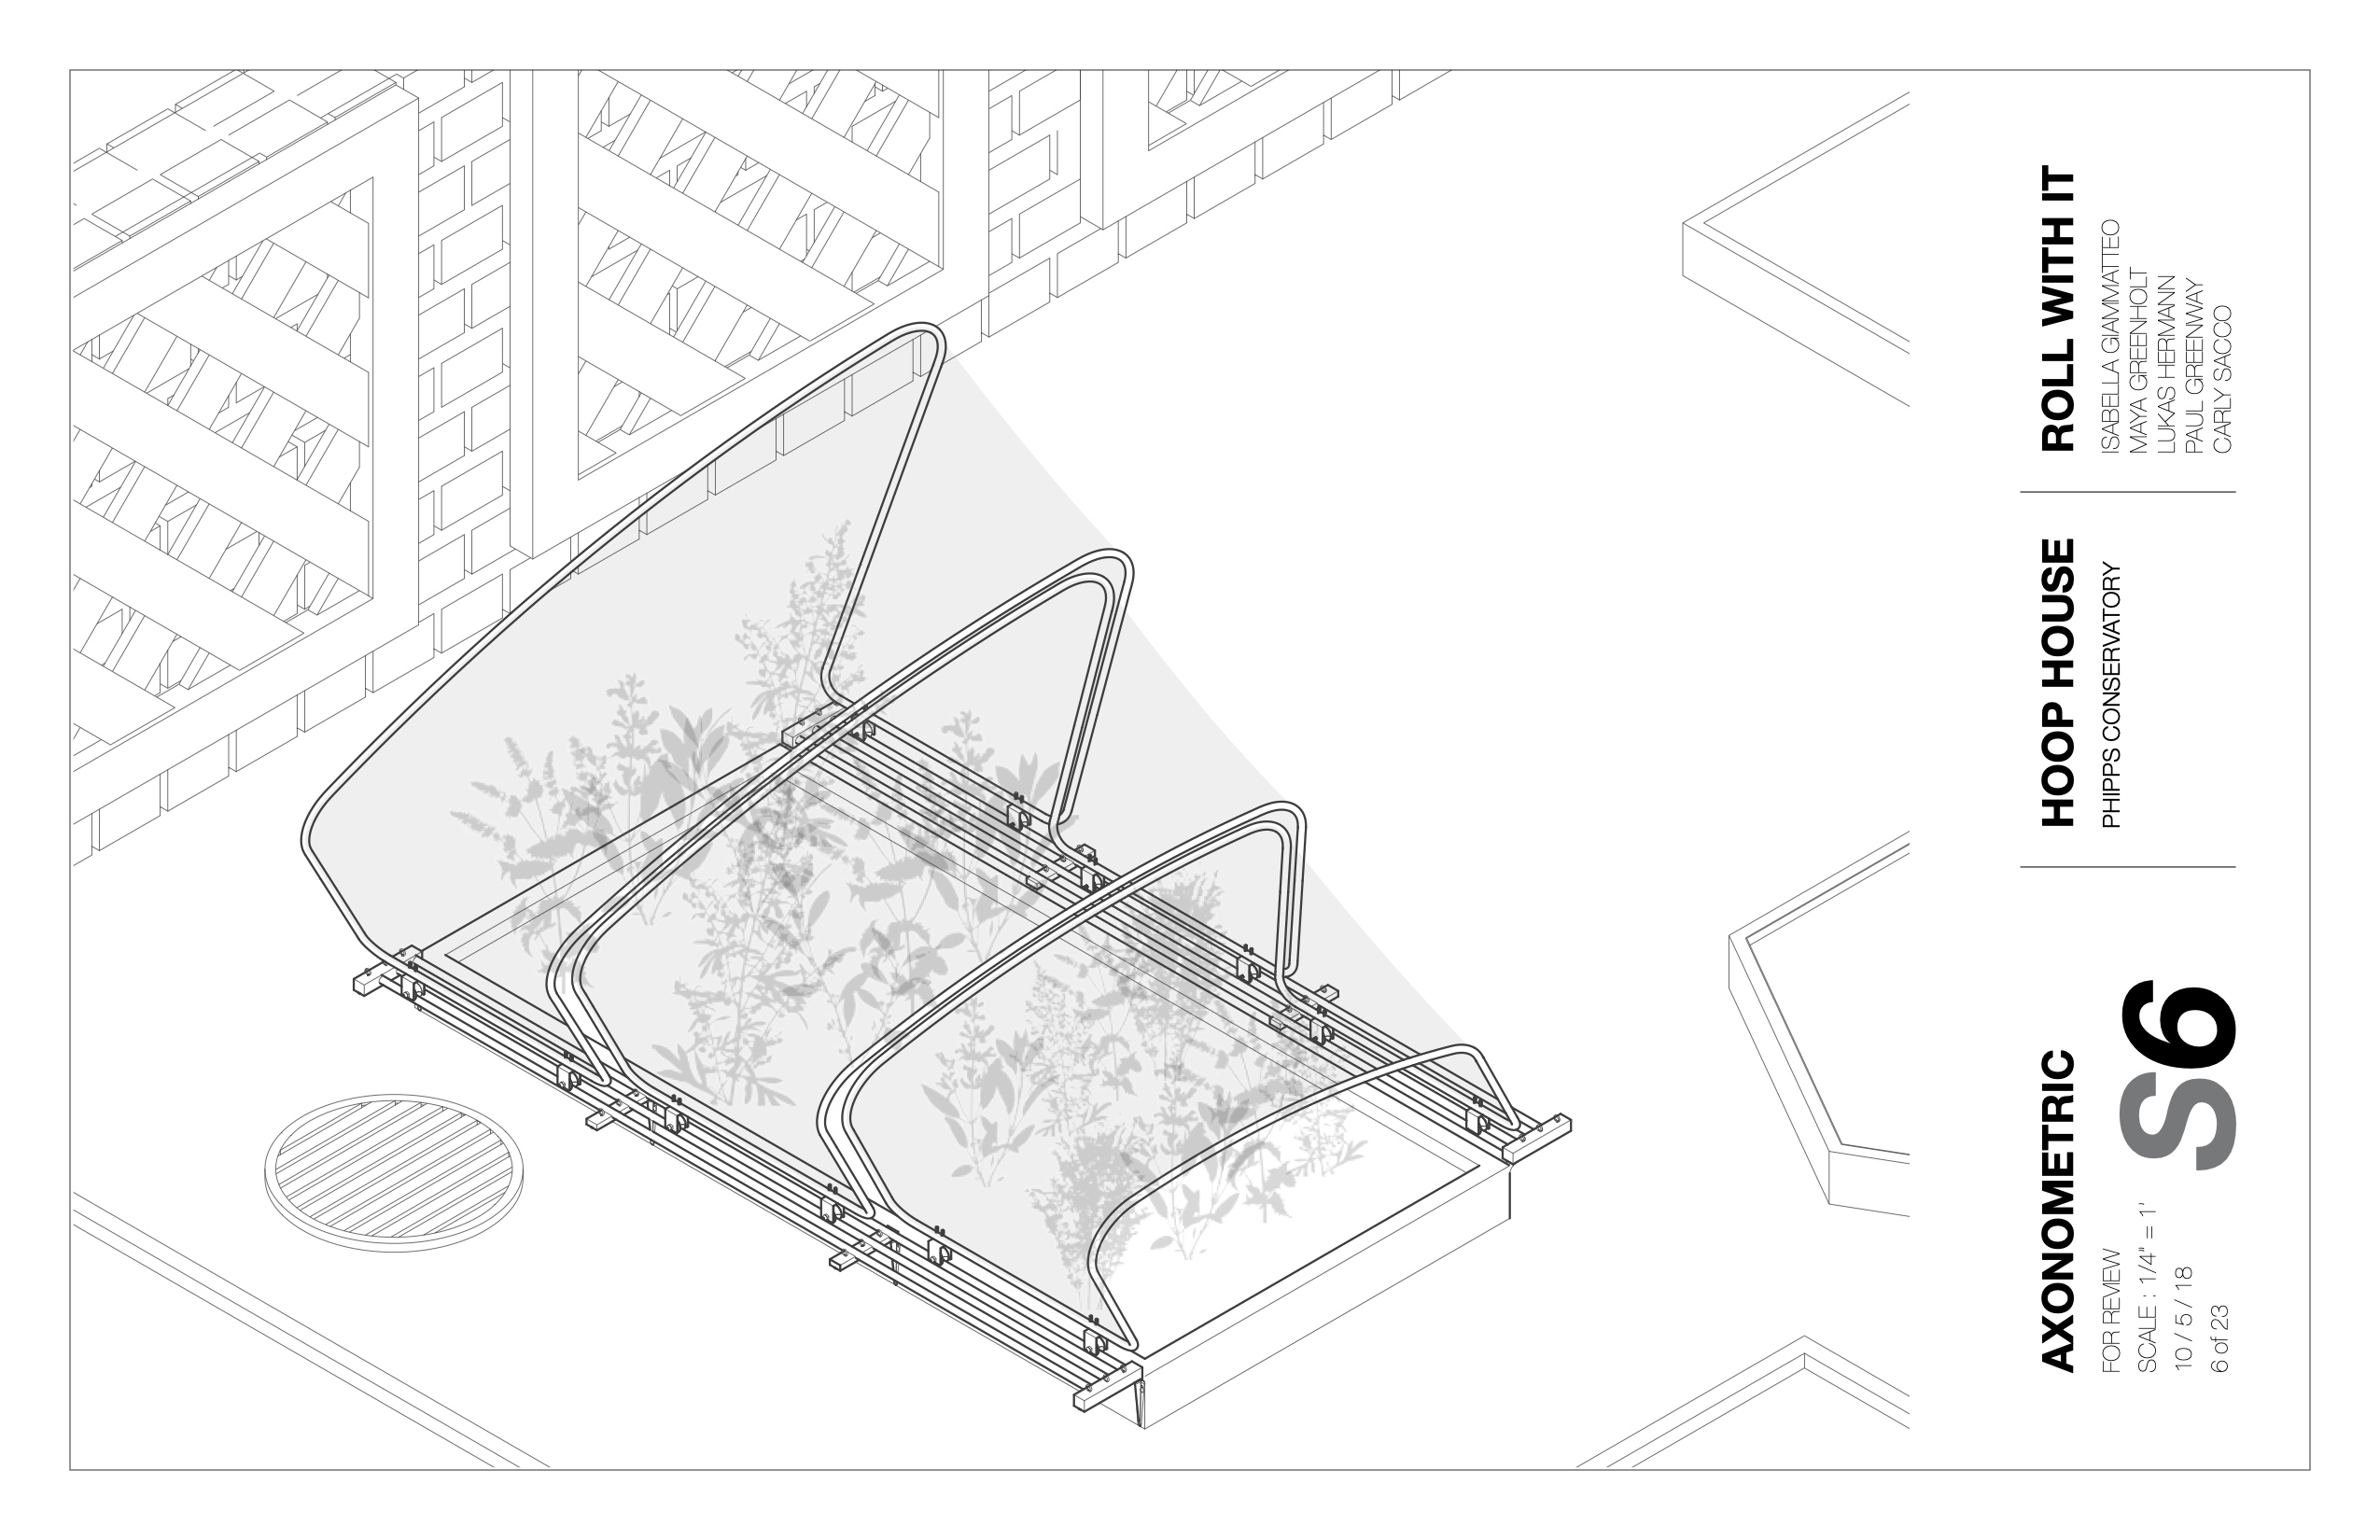 ROLL WITH IT
ISABELLA GIAMMATTEO
MAYA GREENHOLT
LUKAS HERMANN
PAUL GREENWAY
CARLY SACCO
HOOP HOUSE
PHIPPS CONSERVATORY
AXONOMETRIC
FOR REVIEW
SCALE : 1/4" = 1'
10 / 5 / 18
6 of 23
S6